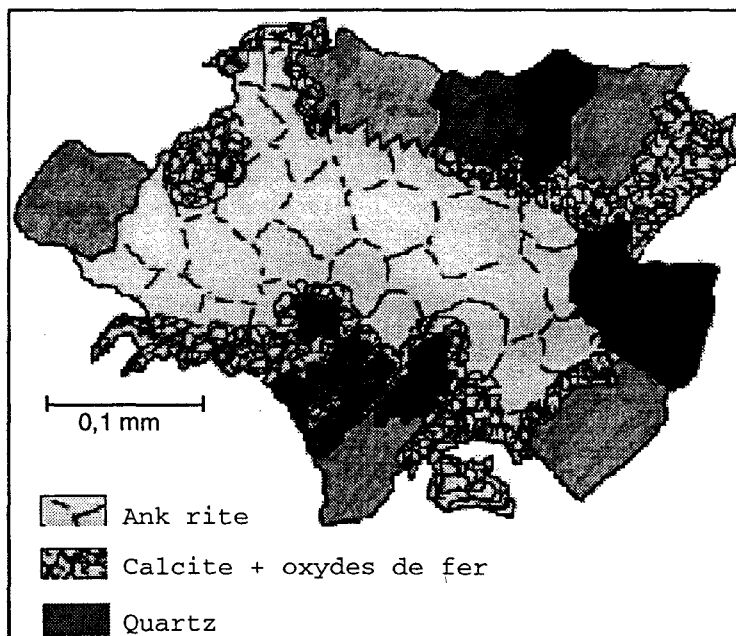 0,1 mm
Ank rite
Calcite + oxydes de fer
Quartz